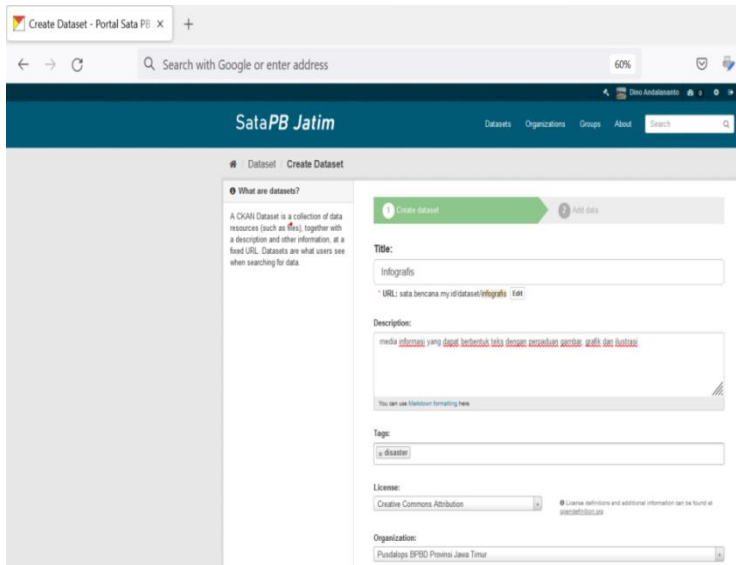 Create Dataset - Portal Sata PB
Search with Google or enter address
60%
Dino Andalananto
SataPB Jatim
Datasets Organizations Groups About Search
Dataset / Create Dataset
What are datasets?
A CKAN Dataset is a collection of data
resources (such as files), together with
a description and other information, at a
fixed URL. Datasets are what users see
when searching for data.
1 Create dataset
2 Add data
Title:
Infografis
* URL: sata.bencana.my.id/dataset/infografis Edit
Description:
media informasi yang dapat berbentuk teks dengan perpaduan gambar, grafik dan ilustrasi
You can use Markdown formatting here
Tags:
disaster
License:
Creative Commons Attribution
License definitions and additional information can be found at
opendefinition.org
Organization:
Pusdalops BPBD Provinsi Jawa Timur